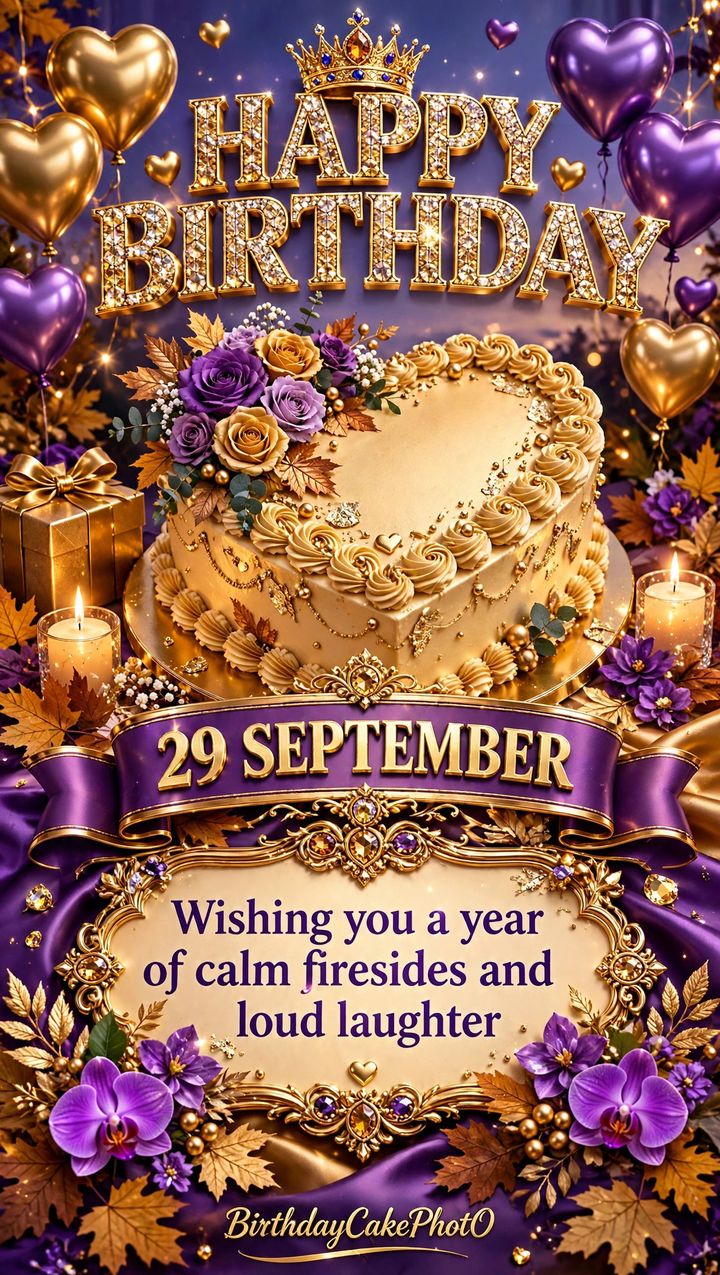 HAPPY
BIRTHDAY
29 SEPTEMBER
Wishing you a year
of calm firesides and
loud laughter
BirthdayCakePhotO